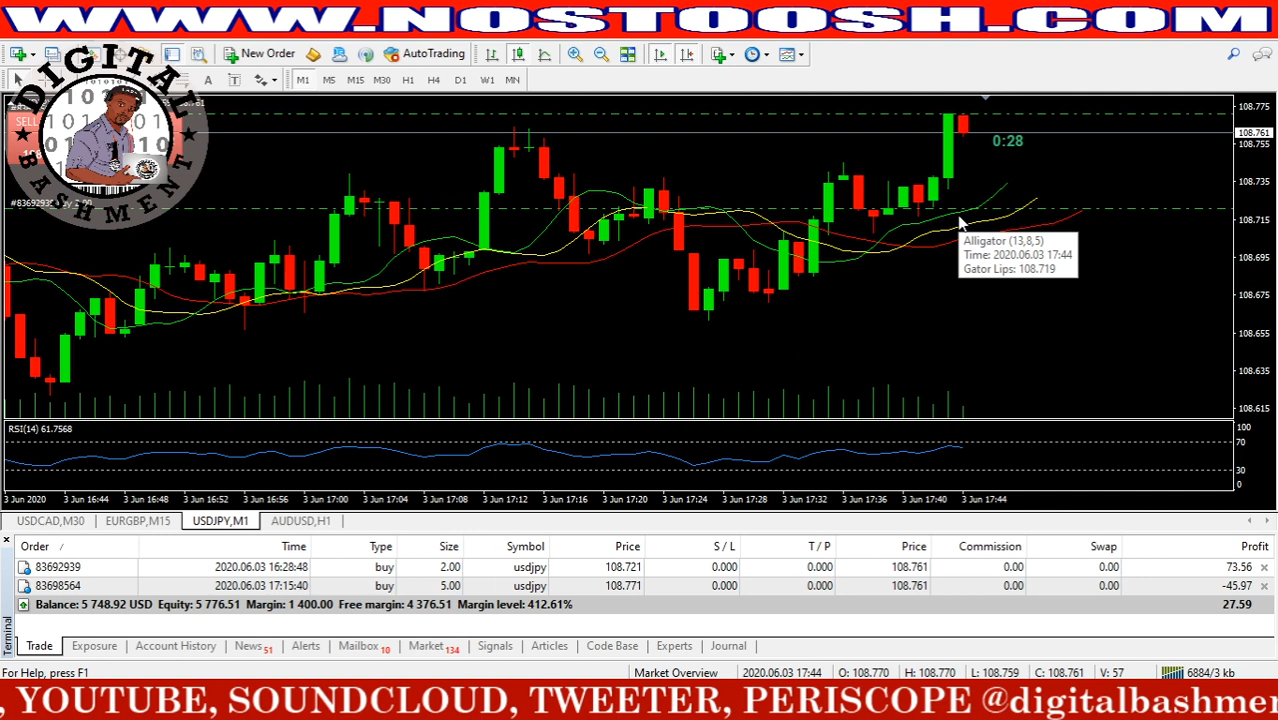 WWW.NOSTOOSH.COM
New Order
AutoTrading
A
T
M1 M5 M15 M30 H1 H4 D1 W1 MN
DIGITAL BASHMENT
SELL
108.775
108.761
0:28
108.755
108.735
108.715
108.695
108.675
108.655
108.635
108.615
Alligator (13,8,5)
Time: 2020.06.03 17:44
Gator Lips: 108.719
RSI(14) 61.7568
100
70
30
0
3 Jun 2020 3 Jun 16:44 3 Jun 16:48 3 Jun 16:52 3 Jun 16:56 3 Jun 17:00 3 Jun 17:04 3 Jun 17:08 3 Jun 17:12 3 Jun 17:16 3 Jun 17:20 3 Jun 17:24 3 Jun 17:28 3 Jun 17:32 3 Jun 17:36 3 Jun 17:40 3 Jun 17:44
USDCAD,M30 EURGBP,M15 USDJPY,M1 AUDUSD,H1
Order / Time Type Size Symbol Price S / L T / P Price Commission Swap Profit
83692939 2020.06.03 16:28:48 buy 2.00 usdjpy 108.721 0.000 0.000 108.761 0.00 0.00 73.56
83698564 2020.06.03 17:15:40 buy 5.00 usdjpy 108.771 0.000 0.000 108.761 0.00 0.00 -45.97
Balance: 5 748.92 USD Equity: 5 776.51 Margin: 1 400.00 Free margin: 4 376.51 Margin level: 412.61% 27.59
Terminal
Trade Exposure Account History News 51 Alerts Mailbox 10 Market 134 Signals Articles Code Base Experts Journal
For Help, press F1 Market Overview 2020.06.03 17:44 O: 108.770 H: 108.770 L: 108.759 C: 108.761 V: 57 6884/3 kb
, YOUTUBE, SOUNDCLOUD, TWEETER, PERISCOPE @digitalbashmen